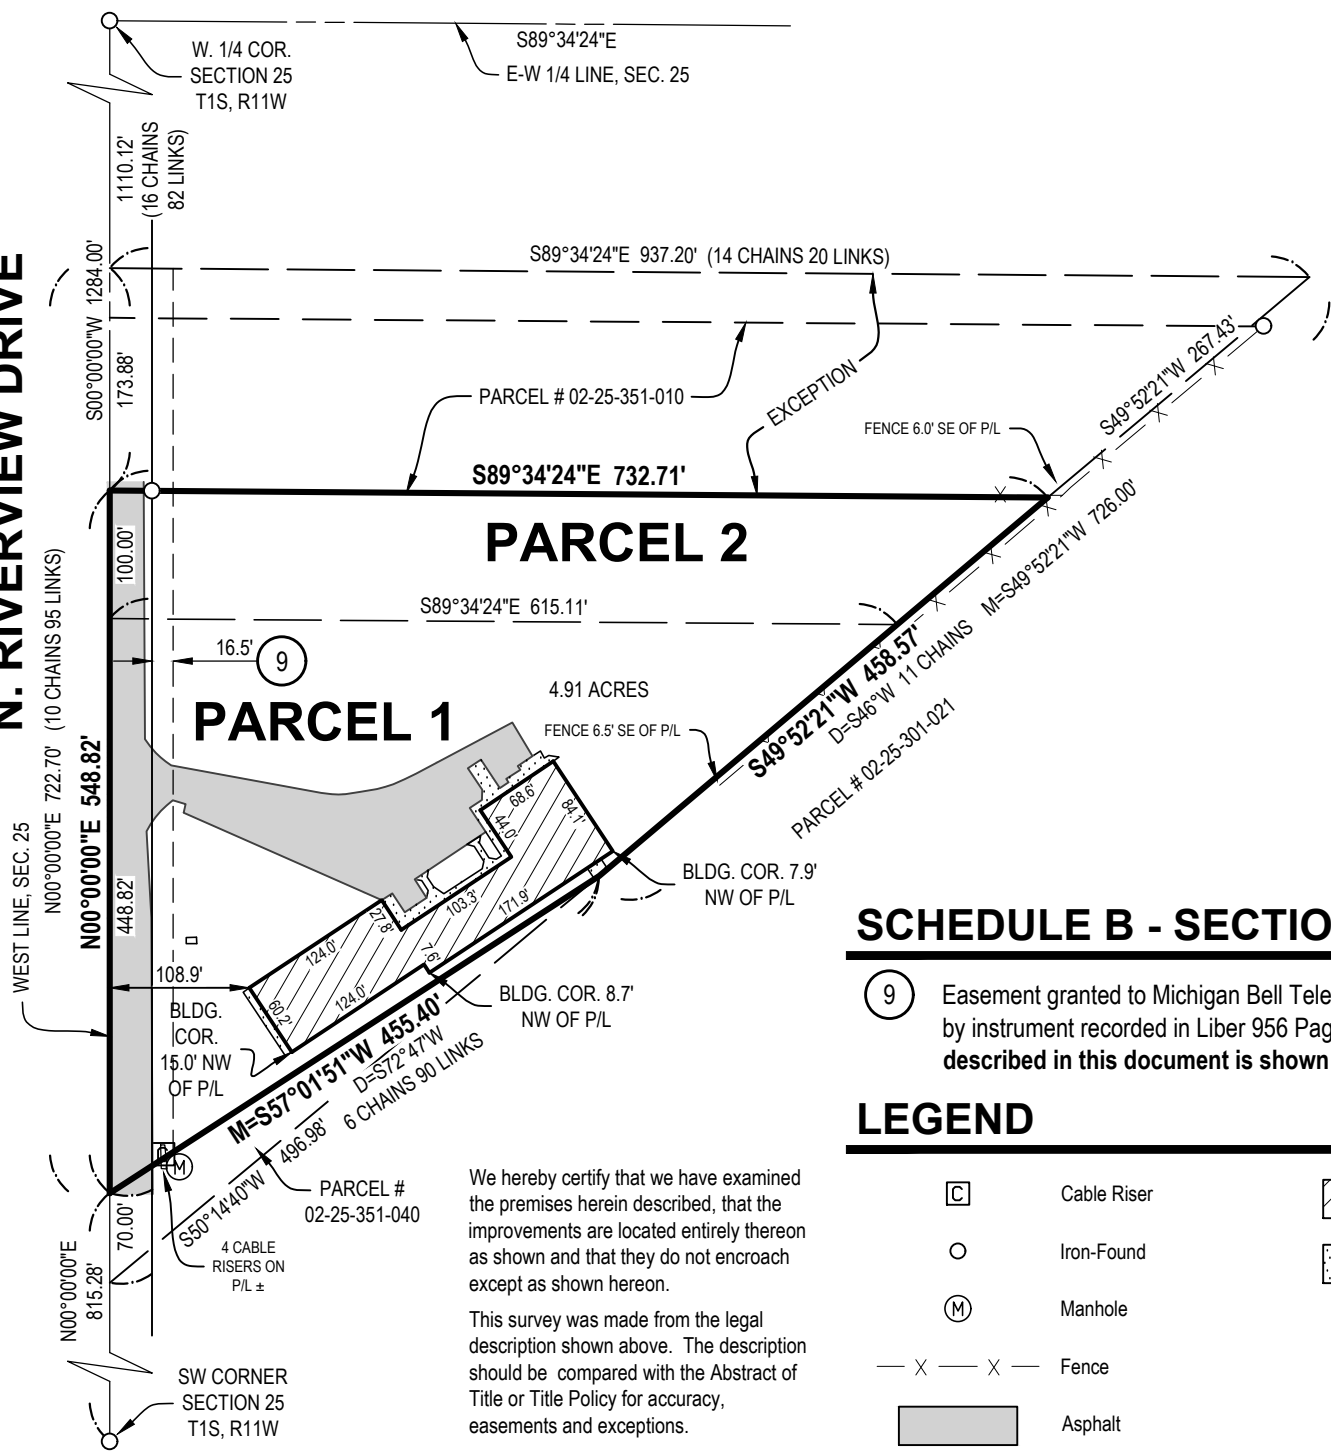 W. 1/4 COR.
SECTION 25
T1S, R11W
S89°34'24"E
E-W 1/4 LINE, SEC. 25
1110.12'
(16 CHAINS
82 LINKS)
N. RIVERVIEW DRIVE
S00°00'00"W 1284.00'
173.88'
S89°34'24"E 937.20' (14 CHAINS 20 LINKS)
PARCEL # 02-25-351-010
EXCEPTION
S49°52'21"W 267.43'
FENCE 6.0' SE OF P/L
S89°34'24"E 732.71'
PARCEL 2
M=S49°52'21"W 726.00'
100.00'
S89°34'24"E 615.11'
N00°00'00"E 722.70' (10 CHAINS 95 LINKS)
16.5'
9
PARCEL 1
4.91 ACRES
FENCE 6.5' SE OF P/L
S49°52'21"W 458.57'
D=S46°W 11 CHAINS
PARCEL # 02-25-301-021
N00°00'00"E 548.82'
448.82'
WEST LINE, SEC. 25
68.6'
84.1'
44.0'
103.3'
171.9'
27.8'
124.0'
7.6'
124.0'
60.2'
108.9'
BLDG. COR. 7.9'
NW OF P/L
BLDG. COR. 8.7'
NW OF P/L
BLDG.
COR.
15.0' NW
OF P/L
M=S57°01'51"W 455.40'
D=S72°47'W
6 CHAINS 90 LINKS
S50°14'40"W 496.98'
PARCEL #
02-25-351-040
C
M
4 CABLE
RISERS ON
P/L ±
70.00'
N00°00'00"E
815.28'
SW CORNER
SECTION 25
T1S, R11W
We hereby certify that we have examined
the premises herein described, that the
improvements are located entirely thereon
as shown and that they do not encroach
except as shown hereon.
This survey was made from the legal
description shown above. The description
should be compared with the Abstract of
Title or Title Policy for accuracy,
easements and exceptions.
SCHEDULE B - SECTIO
9 Easement granted to Michigan Bell Tele
by instrument recorded in Liber 956 Pag
described in this document is shown
LEGEND
C Cable Riser
Iron-Found
M Manhole
X X Fence
Asphalt